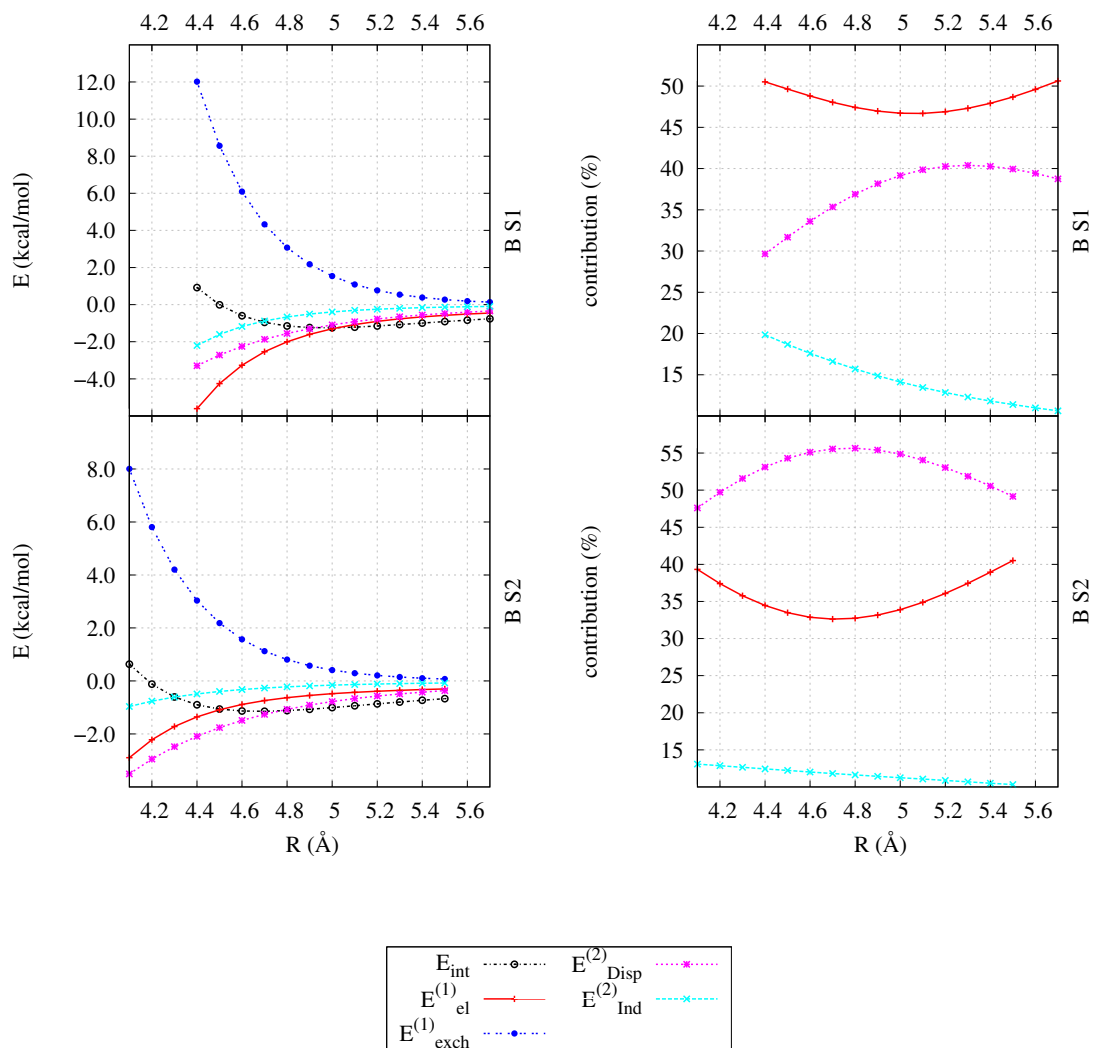 4.2 4.4 4.6 4.8 5 5.2 5.4 5.6
4.2 4.4 4.6 4.8 5 5.2 5.4 5.6
12.0
10.0
8.0
6.0
4.0
2.0
0.0
−2.0
−4.0
E (kcal/mol)
B S1
50
45
40
35
30
25
20
15
contribution (%)
B S1
8.0
6.0
4.0
2.0
0.0
−2.0
E (kcal/mol)
B S2
55
50
45
40
35
30
25
20
15
contribution (%)
B S2
4.2 4.4 4.6 4.8 5 5.2 5.4 5.6
R (Å)
4.2 4.4 4.6 4.8 5 5.2 5.4 5.6
R (Å)
E_int E^(2)_Disp
E^(1)_el E^(2)_Ind
E^(1)_exch